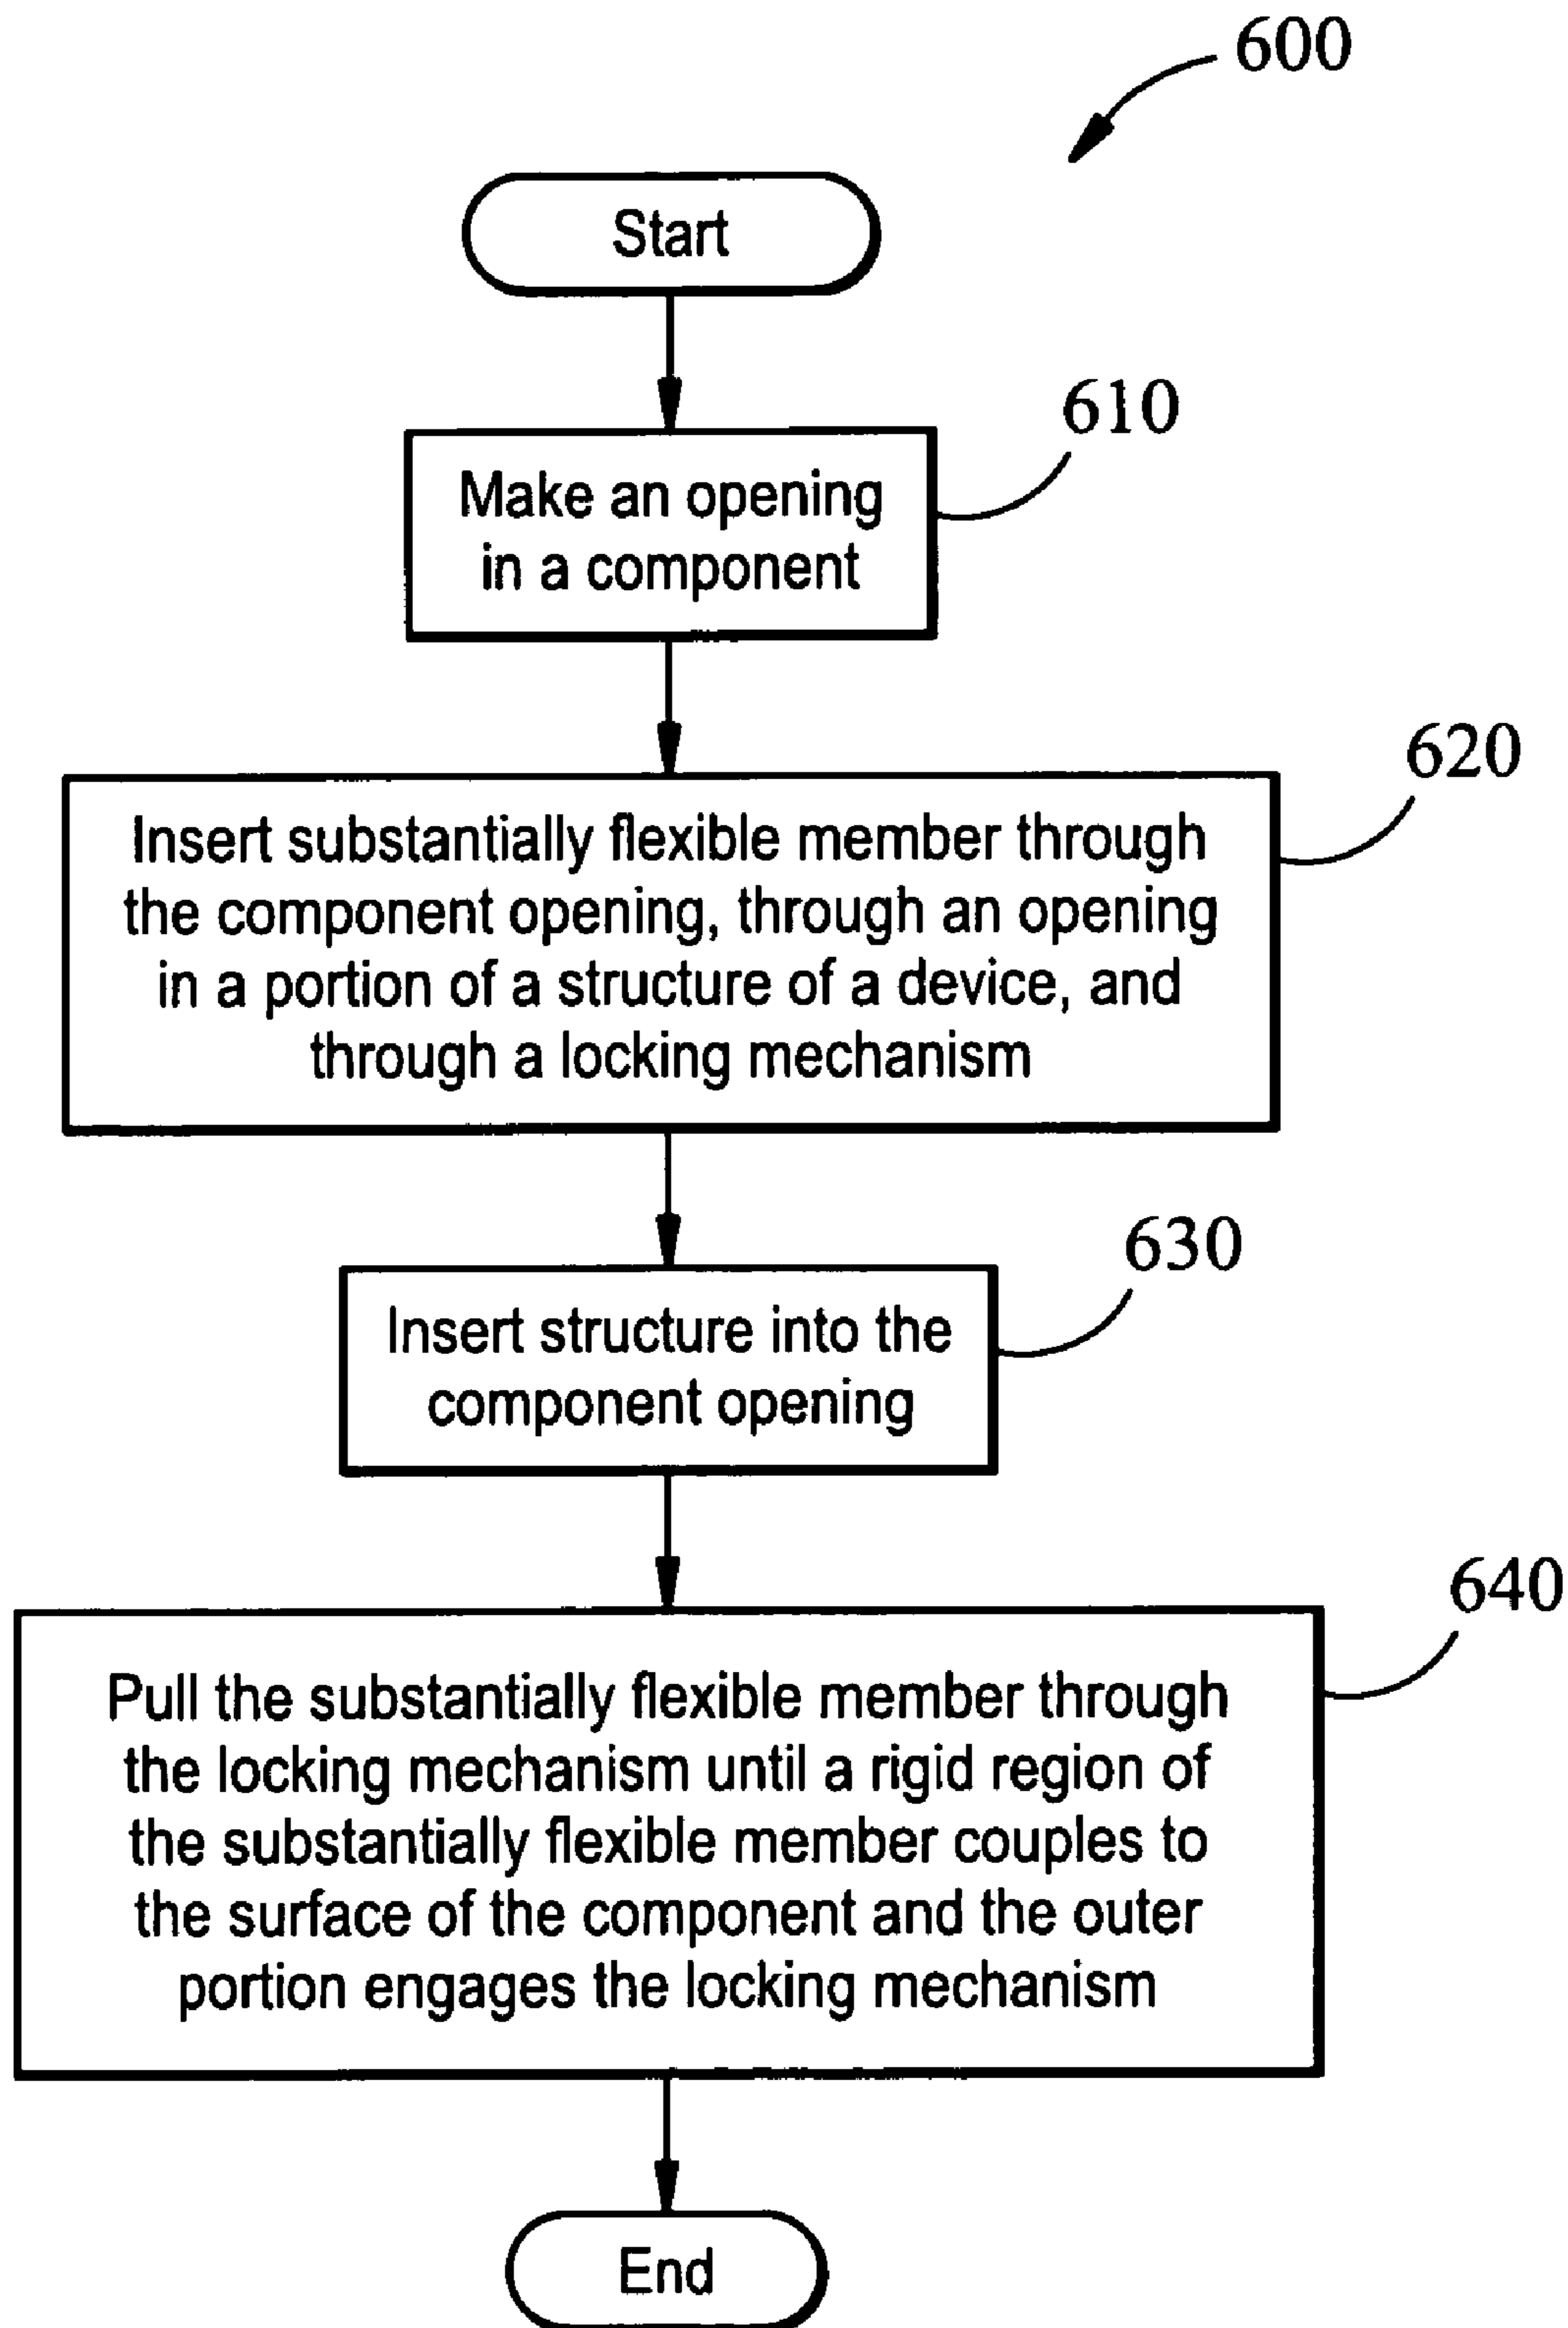 600
Start
610
Make an opening
in a component
620
Insert substantially flexible member through
the component opening, through an opening
in a portion of a structure of a device, and
through a locking mechanism
630
Insert structure into the
component opening
640
Pull the substantially flexible member through
the locking mechanism until a rigid region of
the substantially flexible member couples to
the surface of the component and the outer
portion engages the locking mechanism
End